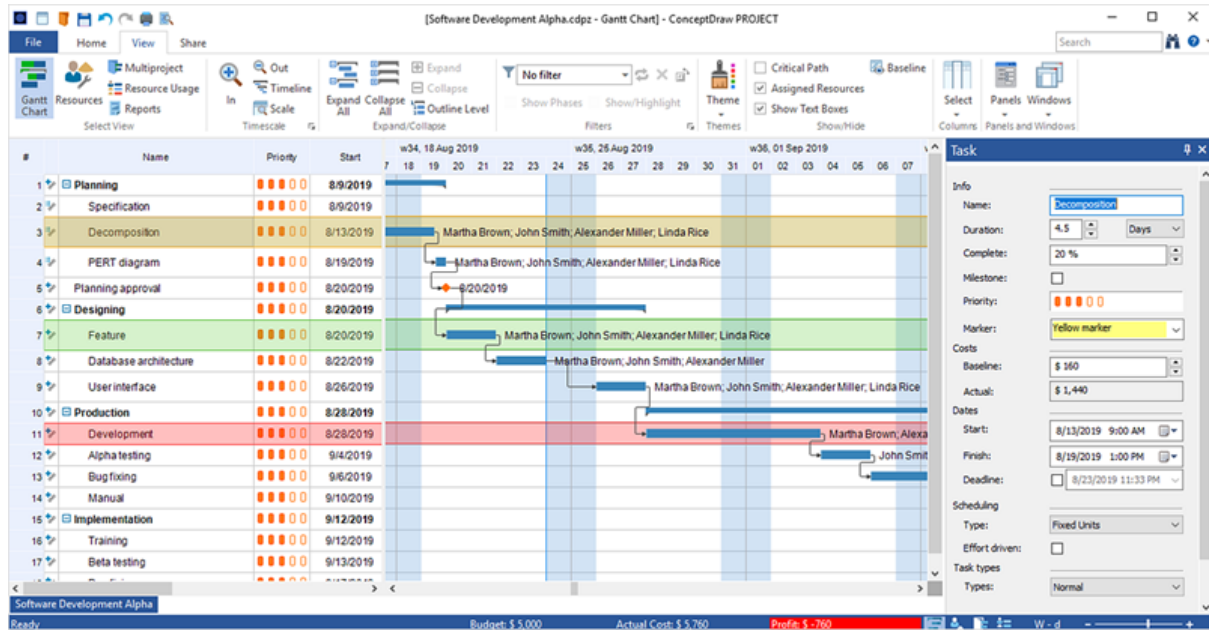 [Software Development Alpha.cdpz - Gantt Chart] - ConceptDraw PROJECT
File Home View Share Search
Gantt Chart
Resources
Multiproject
Resource Usage
Reports
Select View
In
Out
Timeline
Scale
Timescale
Expand All
Collapse All
Expand
Collapse
Outline Level
Expand/Collapse
No filter
Show Phases Show/Highlight
Filters
Theme
Themes
Critical Path
Assigned Resources
Show Text Boxes
Baseline
Show/Hide
Select
Columns
Panels Windows
Panels and Windows
# Name Priority Start
w34, 18 Aug 2019 w35, 25 Aug 2019 w36, 01 Sep 2019
7 18 19 20 21 22 23 24 25 26 27 28 29 30 31 01 02 03 04 05 06 07
1 Planning 8/9/2019
2 Specification 8/9/2019
3 Decomposition 8/13/2019 Martha Brown; John Smith; Alexander Miller; Linda Rice
4 PERT diagram 8/19/2019 Martha Brown; John Smith; Alexander Miller; Linda Rice
5 Planning approval 8/20/2019 8/20/2019
6 Designing 8/20/2019
7 Feature 8/20/2019 Martha Brown; John Smith; Alexander Miller; Linda Rice
8 Database architecture 8/22/2019 Martha Brown; John Smith; Alexander Miller
9 User interface 8/26/2019 Martha Brown; John Smith; Alexander Miller; Linda Rice
10 Production 8/28/2019
11 Development 8/28/2019 Martha Brown; Alexa
12 Alpha testing 9/4/2019 John Smit
13 Bug fixing 9/6/2019
14 Manual 9/10/2019
15 Implementation 9/12/2019
16 Training 9/12/2019
17 Beta testing 9/13/2019
Task
Info
Name: Decomposition
Duration: 4.5 Days
Complete: 20 %
Milestone:
Priority:
Marker: Yellow marker
Costs
Baseline: $ 160
Actual: $ 1,440
Dates
Start: 8/13/2019 9:00 AM
Finish: 8/19/2019 1:00 PM
Deadline: 8/23/2019 11:33 PM
Scheduling
Type: Fixed Units
Effort driven:
Task types
Types: Normal
Software Development Alpha
Ready Budget: $ 5,000 Actual Cost: $ 5,760 Profit: $ -760 W - d